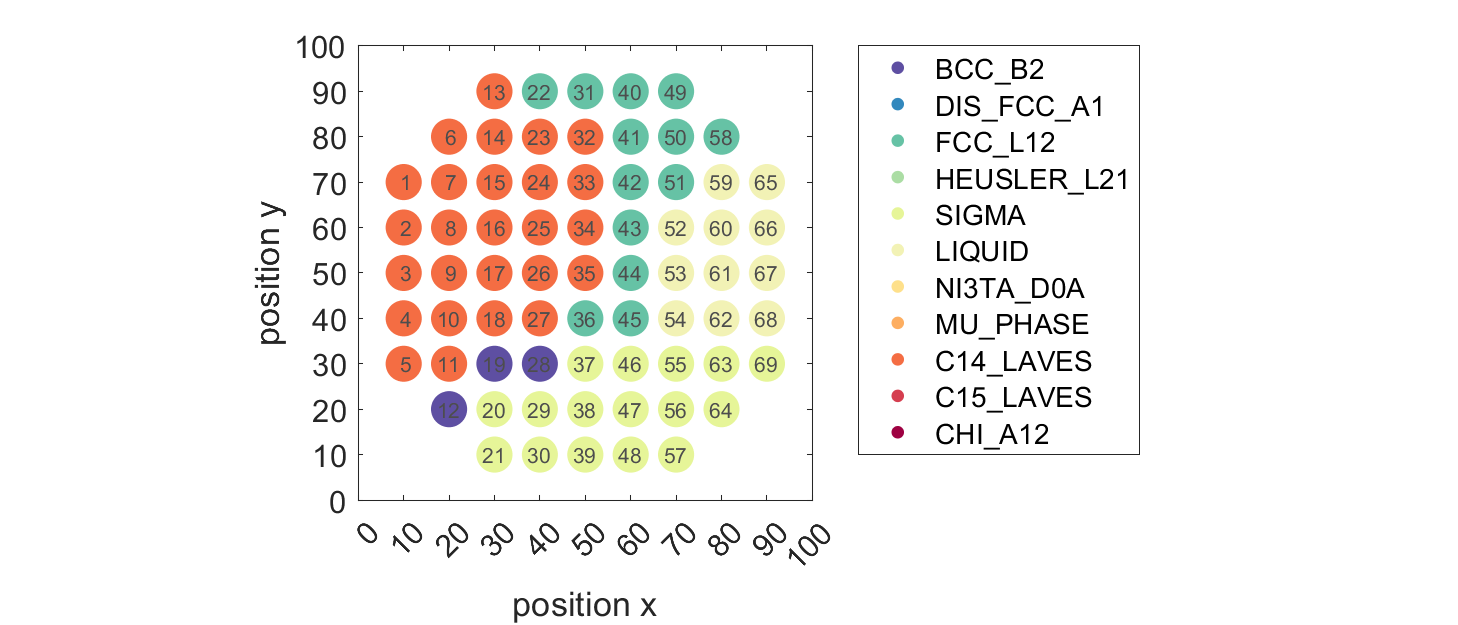 100
90
80
70
60
50
40
30
20
10
0
position y
13 22 31 40 49
6 14 23 32 41 50 58
1 7 15 24 33 42 51 59 65
2 8 16 25 34 43 52 60 66
3 9 17 26 35 44 53 61 67
4 10 18 27 36 45 54 62 68
5 11 19 28 37 46 55 63 69
12 20 29 38 47 56 64
21 30 39 48 57
0 10 20 30 40 50 60 70 80 90 100
position x
BCC_B2
DIS_FCC_A1
FCC_L12
HEUSLER_L21
SIGMA
LIQUID
NI3TA_D0A
MU_PHASE
C14_LAVES
C15_LAVES
CHI_A12